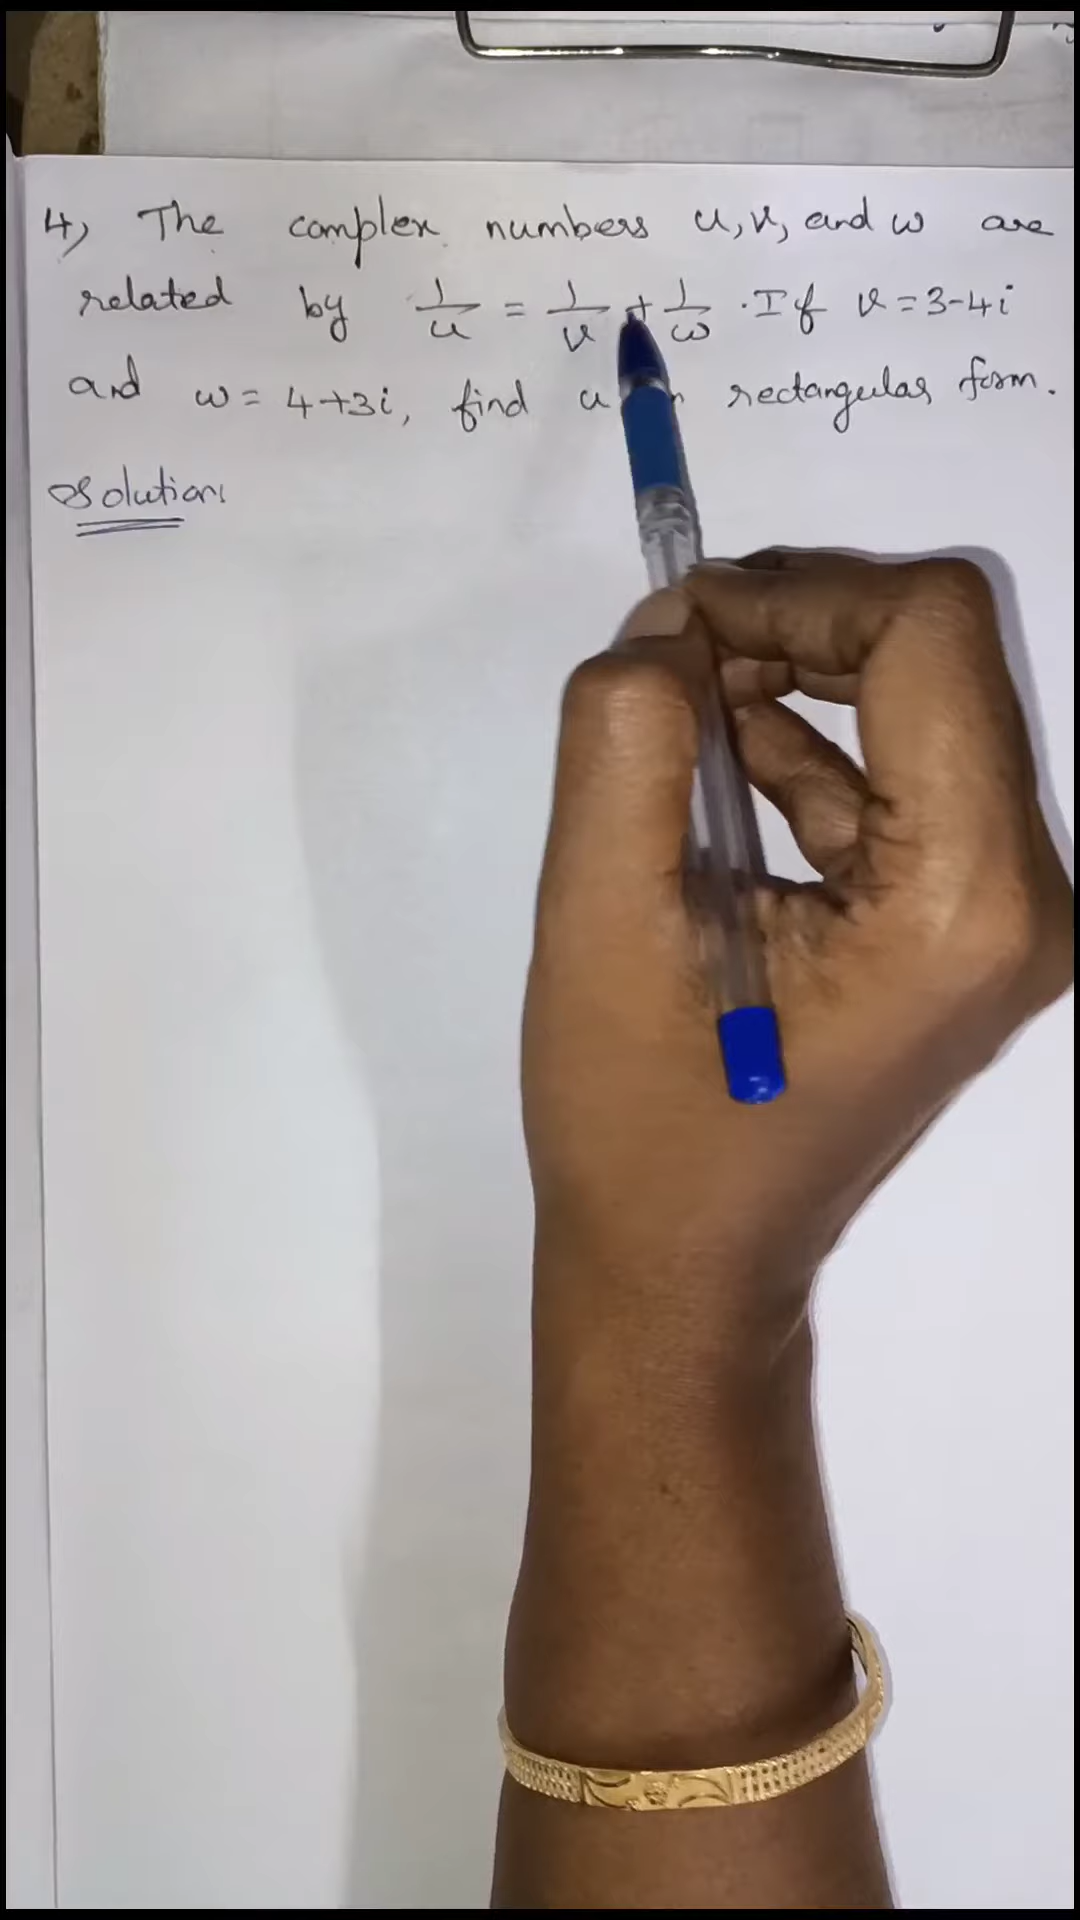 4) The complex numbers u, v, and w are
related by 1/u = 1/v + 1/w . If v = 3-4i
and w = 4+3i, find u rectangular form.
Solution: